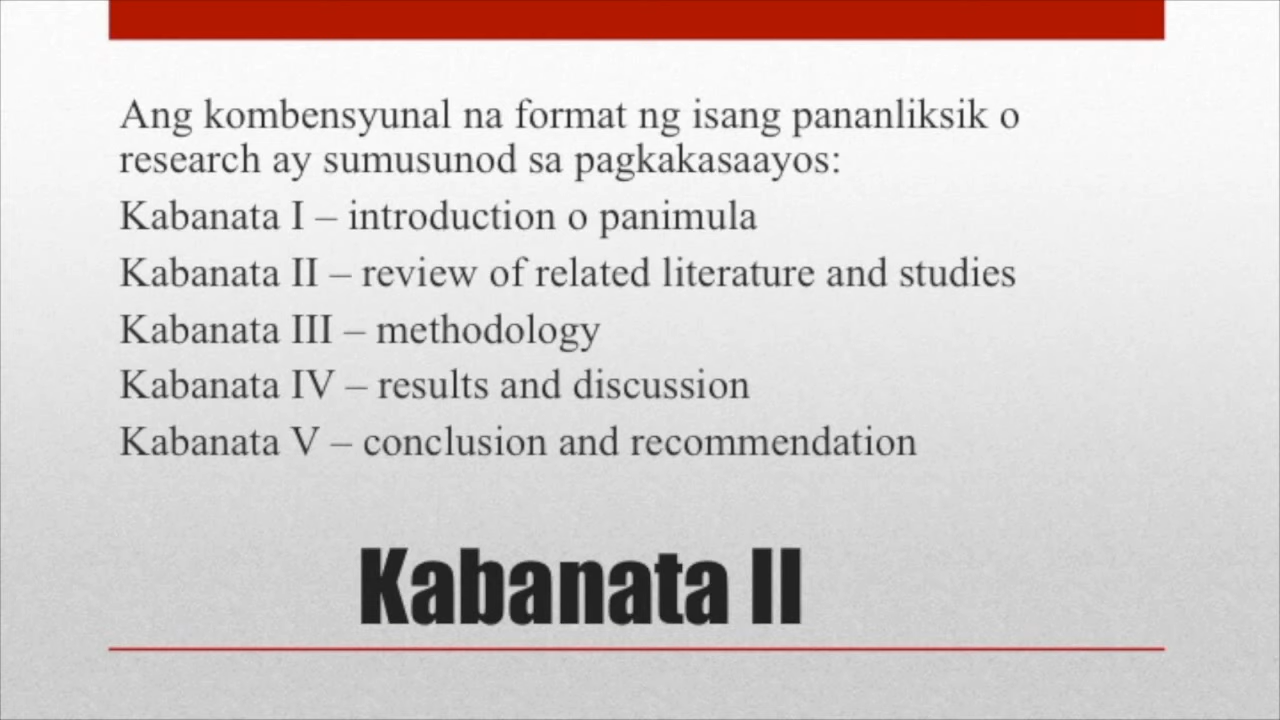 Ang kombensyunal na format ng isang pananliksik o
research ay sumusunod sa pagkakasaayos:
Kabanata I – introduction o panimula
Kabanata II – review of related literature and studies
Kabanata III – methodology
Kabanata IV – results and discussion
Kabanata V – conclusion and recommendation
Kabanata II